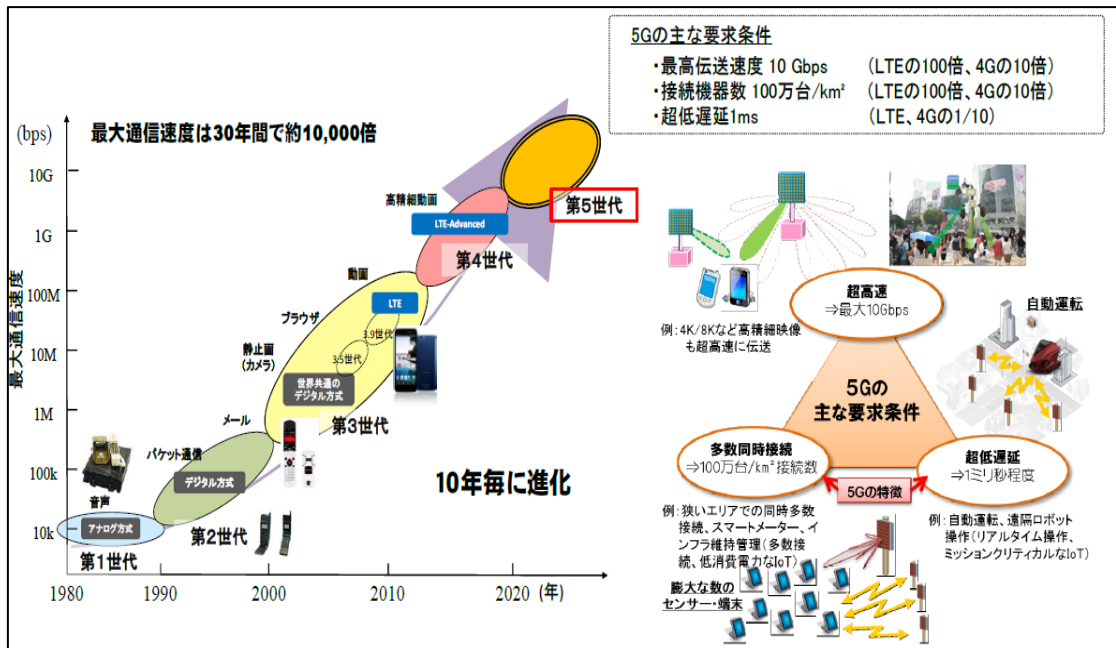 5Gの主な要求条件
・最高伝送速度 10 Gbps (LTEの100倍、4Gの10倍)
・接続機器数 100万台/km² (LTEの100倍、4Gの10倍)
・超低遅延1ms (LTE、4Gの1/10)
(bps)
最大通信速度は30年間で約10,000倍
最大通信速度
10G
1G
100M
10M
1M
100k
10k
1980
1990
2000
2010
2020 (年)
音声
アナログ方式
第1世代
パケット通信
メール
デジタル方式
第2世代
静止画
(カメラ)
ブラウザ
動画
世界共通の
デジタル方式
3.5世代
3.9世代
LTE
第3世代
高精細動画
LTE-Advanced
第4世代
第5世代
10年毎に進化
超高速
⇒最大10Gbps
例：4K/8Kなど高精細映像
も超高速に伝送
自動運転
5Gの
主な要求条件
多数同時接続
⇒100万台/km²接続数
5Gの特徴
超低遅延
⇒1ミリ秒程度
例：狭いエリアでの同時多数
接続、スマートメーター、イ
ンフラ維持管理(多数接
続、低消費電力なIoT)
例：自動運転、遠隔ロボット
操作(リアルタイム操作、
ミッションクリティカルなIoT)
膨大な数の
センサー・端末